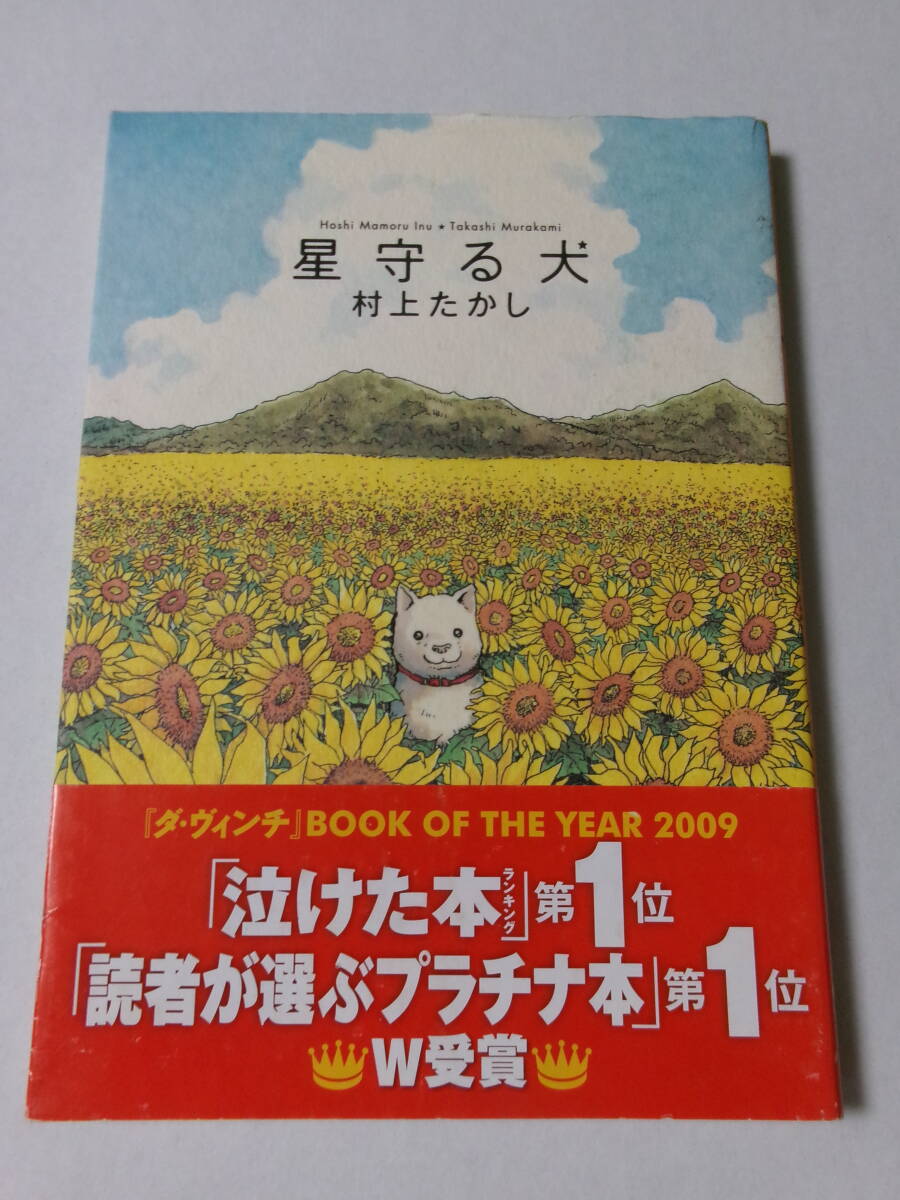 Hoshi Mamoru Inu ★ Takashi Murakami
星守る犬
村上たかし
『ダ・ヴィンチ』BOOK OF THE YEAR 2009
「泣けた本ランキング」第1位
「読者が選ぶプラチナ本」第1位
W受賞